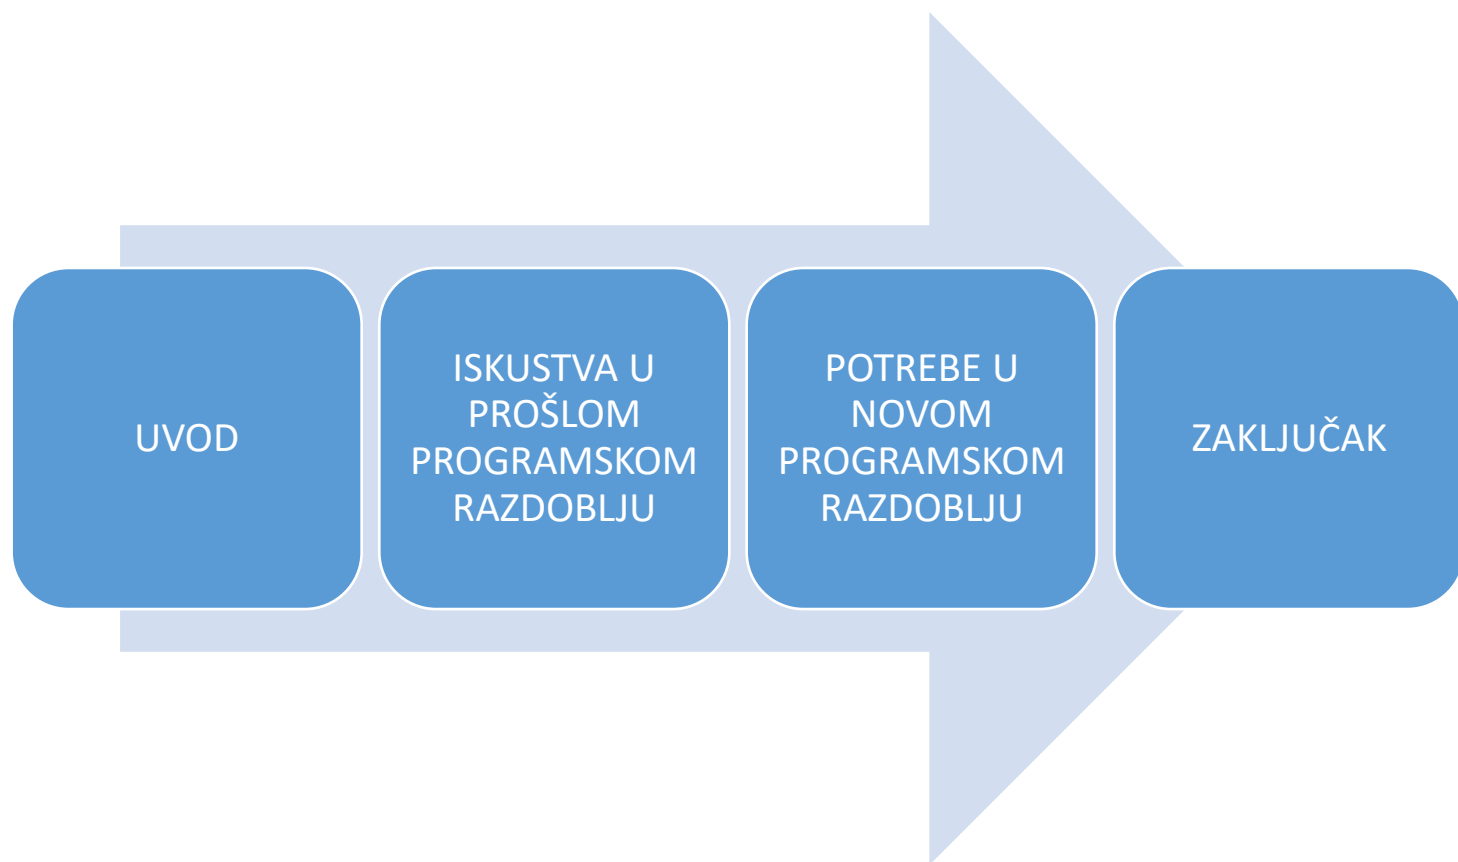 UVOD
ISKUSTVA U
PROŠLOM
PROGRAMSKOM
RAZDOBLJU
POTREBE U
NOVOM
PROGRAMSKOM
RAZDOBLJU
ZAKLJUČAK